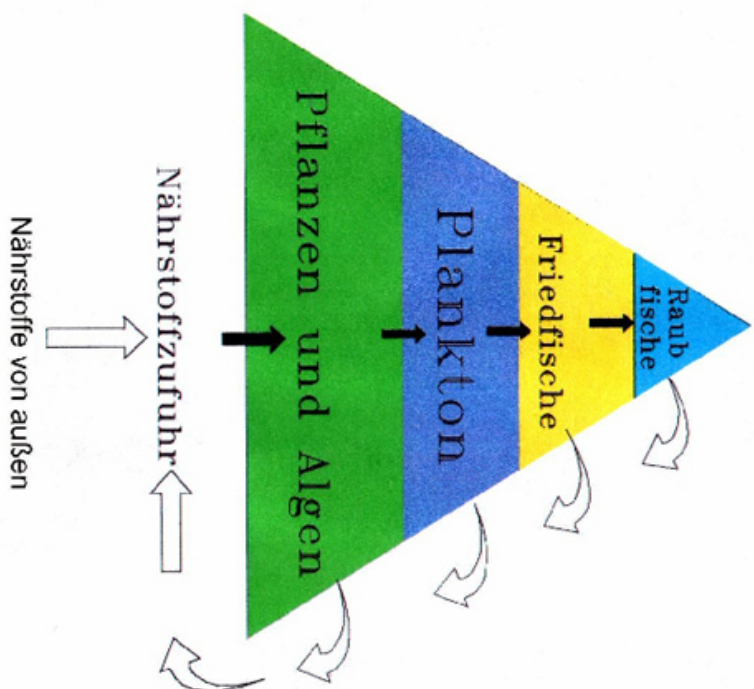 Raub
fische
Friedfische
Plankton
Pflanzen und Algen
Nährstoffzufuhr
Nährstoffe von außen